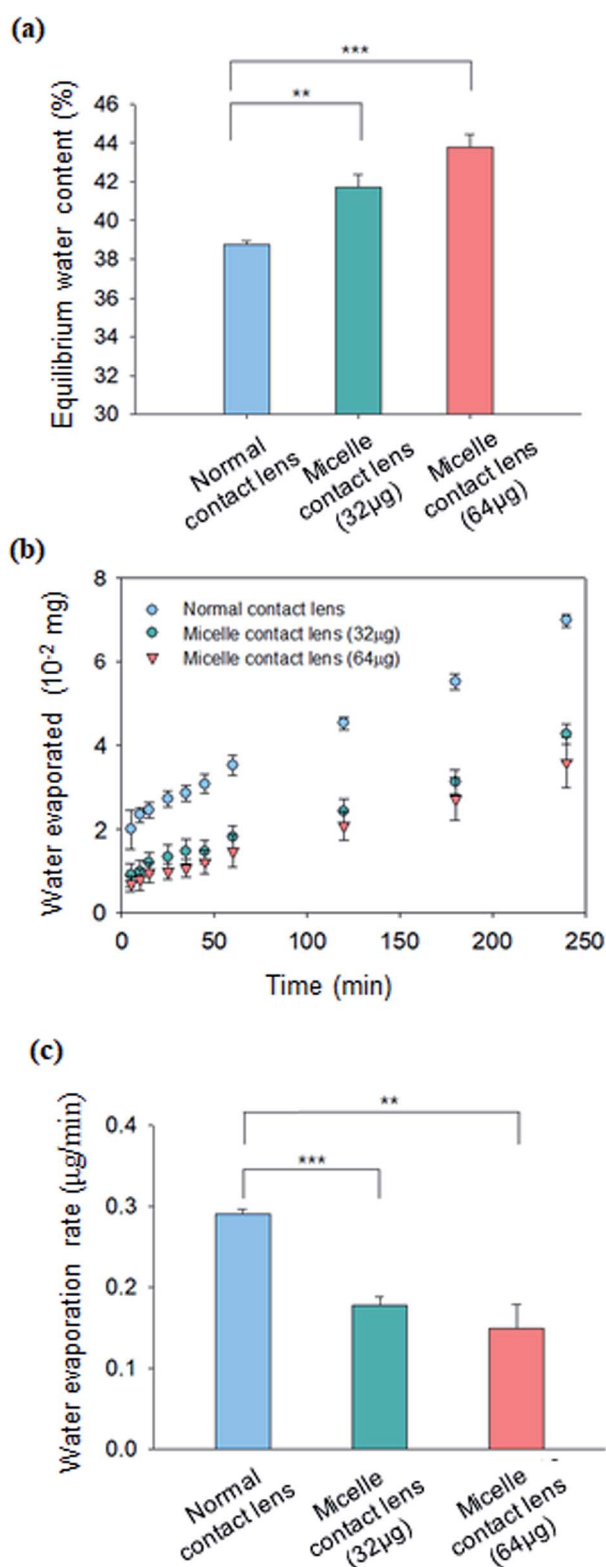 (a)
***
**
46
44
42
40
38
36
34
32
30
Equilibrium water content (%)
Normal
contact lens
Micelle
contact lens
(32µg)
Micelle
contact lens
(64µg)
(b)
8
6
4
2
0
Water evaporated (10⁻² mg)
Normal contact lens
Micelle contact lens (32µg)
Micelle contact lens (64µg)
0 50 100 150 200 250
Time (min)
(c)
**
***
0.4
0.3
0.2
0.1
0.0
Water evaporation rate (µg/min)
Normal
contact lens
Micelle
contact lens
(32µg)
Micelle
contact lens
(64µg)